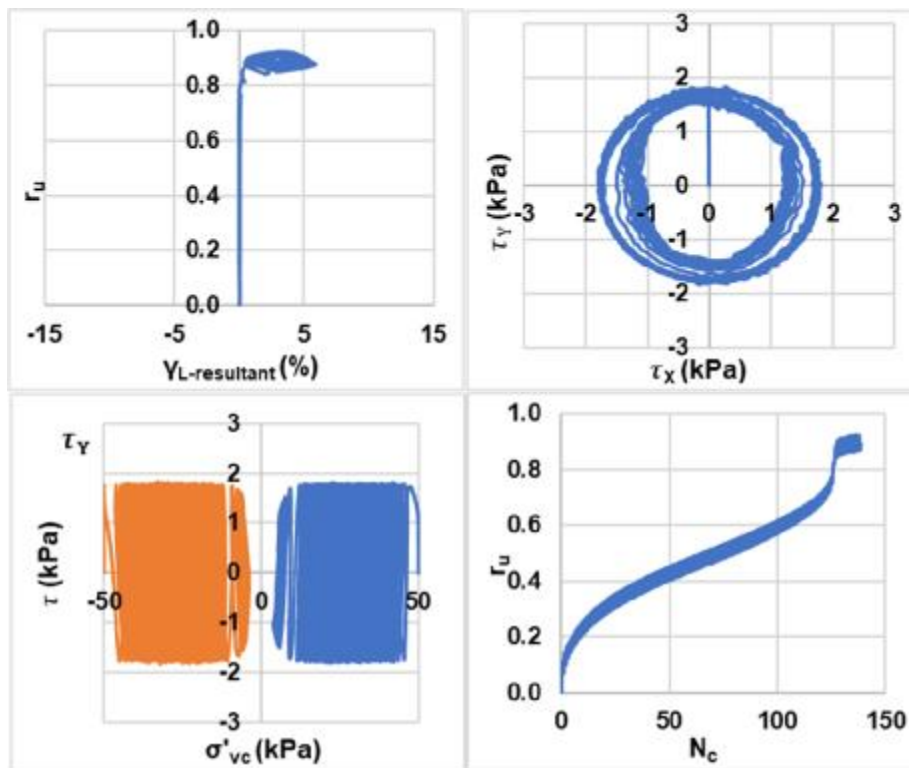 1.0
0.8
0.6
r_u
0.4
0.2
0.0
-15 -5 5 15
γ_L-resultant (%)
3
2
1
τ_Y (kPa)
0
-3 -2 -1 0 1 2 3
-1
-2
-3
τ_X (kPa)
τ_Y
3
2
1
τ (kPa)
0
-50 0 50
-1
-2
-3
σ'_vc (kPa)
1.0
0.8
0.6
r_u
0.4
0.2
0.0
0 50 100 150
N_c